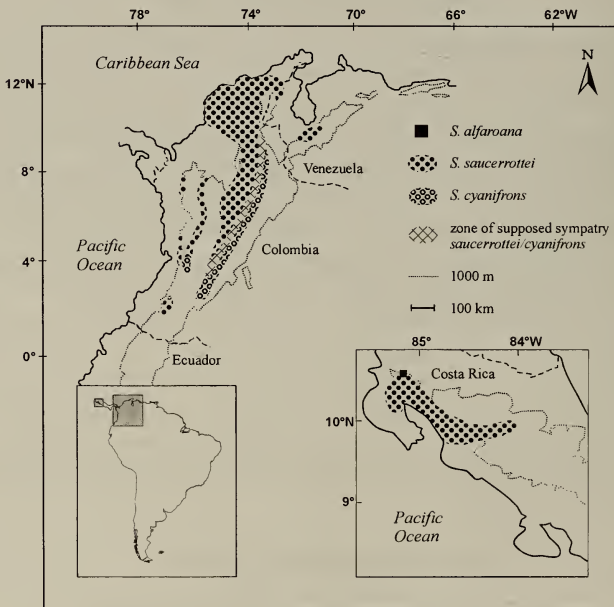 78° 74° 70° 66° 62°W
Caribbean Sea
N
12°N
S. alfaroana
S. saucerrottei
8°
Venezuela
S. cyanifrons
zone of supposed sympatry
saucerrottei/cyanifrons
Pacific
Ocean
Colombia
4°
1000 m
100 km
0°
Ecuador
85° 84°W
Costa Rica
10°N
9°
Pacific
Ocean